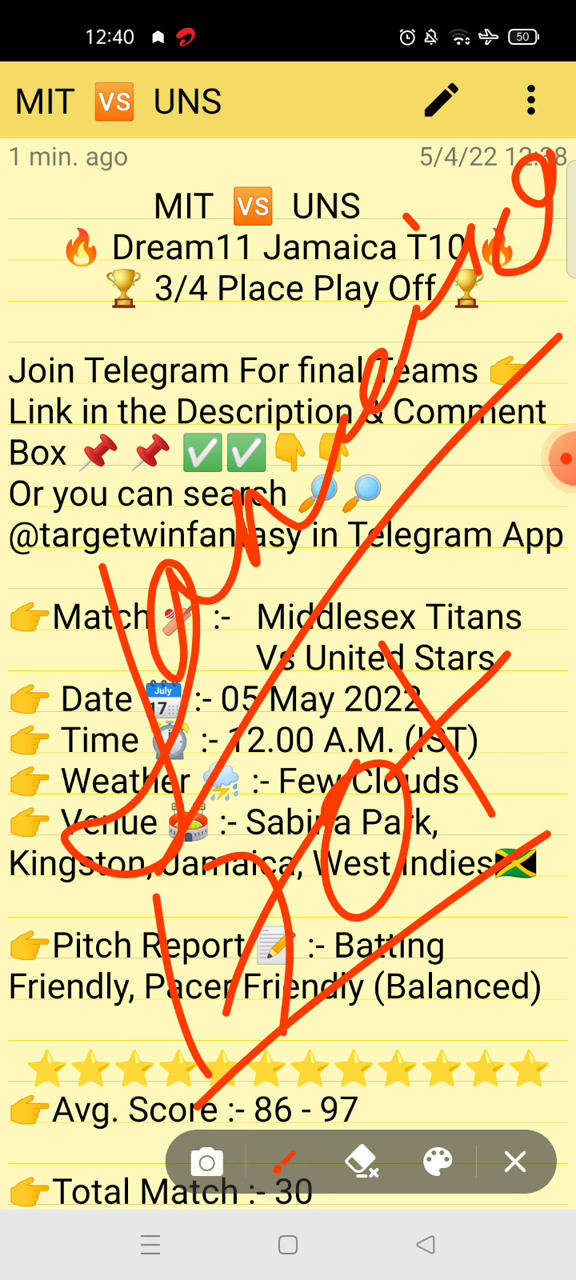 12:40
50
MIT VS UNS
1 min. ago 5/4/22 12:38
MIT VS UNS
🔥 Dream11 Jamaica T10 🔥
🏆 3/4 Place Play Off 🏆
Join Telegram For final Teams 👉
Link in the Description & Comment
Box 📌 📌 ✅✅👇👇
Or you can search 🔎🔎
@targetwinfantasy in Telegram App
👉Match 🏏 :- Middlesex Titans
Vs United Stars
👉 Date 📅 :- 05 May 2022
👉 Time ⏰ :- 12.00 A.M. (IST)
👉 Weather ⛈️ :- Few Clouds
👉 Venue 🏟️ :- Sabina Park,
Kingston, Jamaica, West Indies🇯🇲
👉Pitch Report 📝 :- Batting
Friendly, Pacer Friendly (Balanced)
⭐⭐⭐⭐⭐⭐⭐⭐⭐⭐⭐⭐
👉Avg. Score :- 86 - 97
👉Total Match :- 30